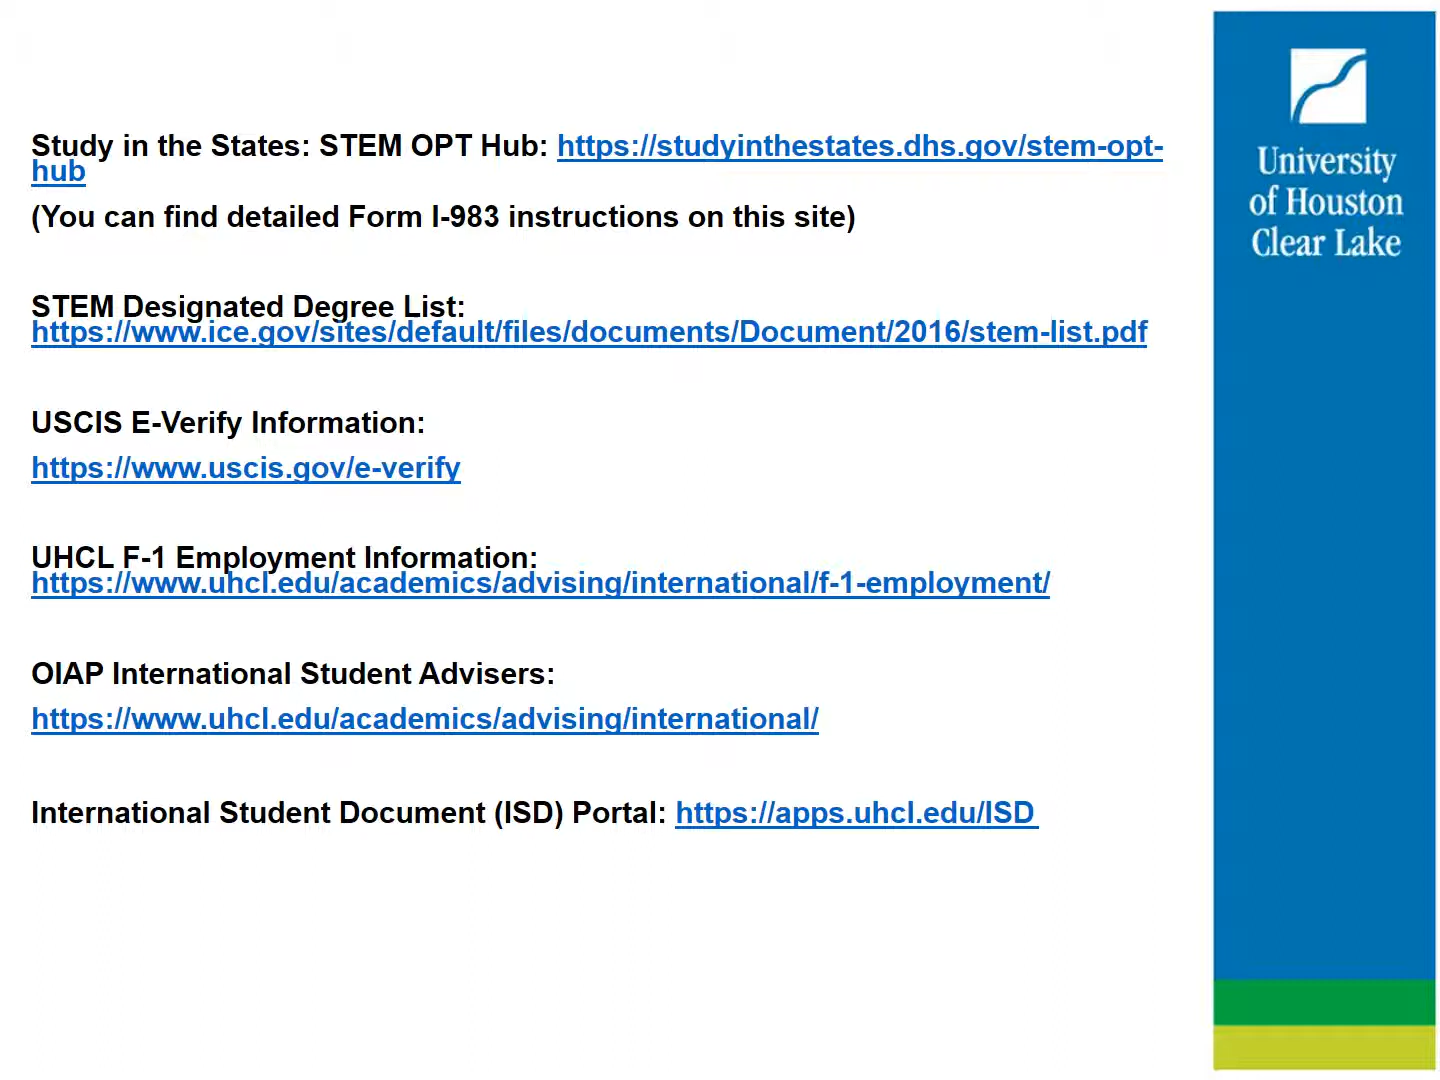 Study in the States: STEM OPT Hub: https://studyinthestates.dhs.gov/stem-opt-
hub
(You can find detailed Form I-983 instructions on this site)
STEM Designated Degree List:
https://www.ice.gov/sites/default/files/documents/Document/2016/stem-list.pdf
USCIS E-Verify Information:
https://www.uscis.gov/e-verify
UHCL F-1 Employment Information:
https://www.uhcl.edu/academics/advising/international/f-1-employment/
OIAP International Student Advisers:
https://www.uhcl.edu/academics/advising/international/
International Student Document (ISD) Portal: https://apps.uhcl.edu/ISD
University
of Houston
Clear Lake